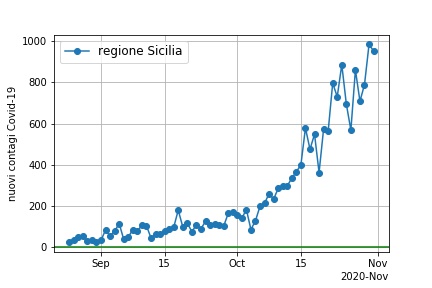 regione Sicilia
nuovi contagi Covid-19
1000
800
600
400
200
0
Sep
15
Oct
15
Nov
2020-Nov